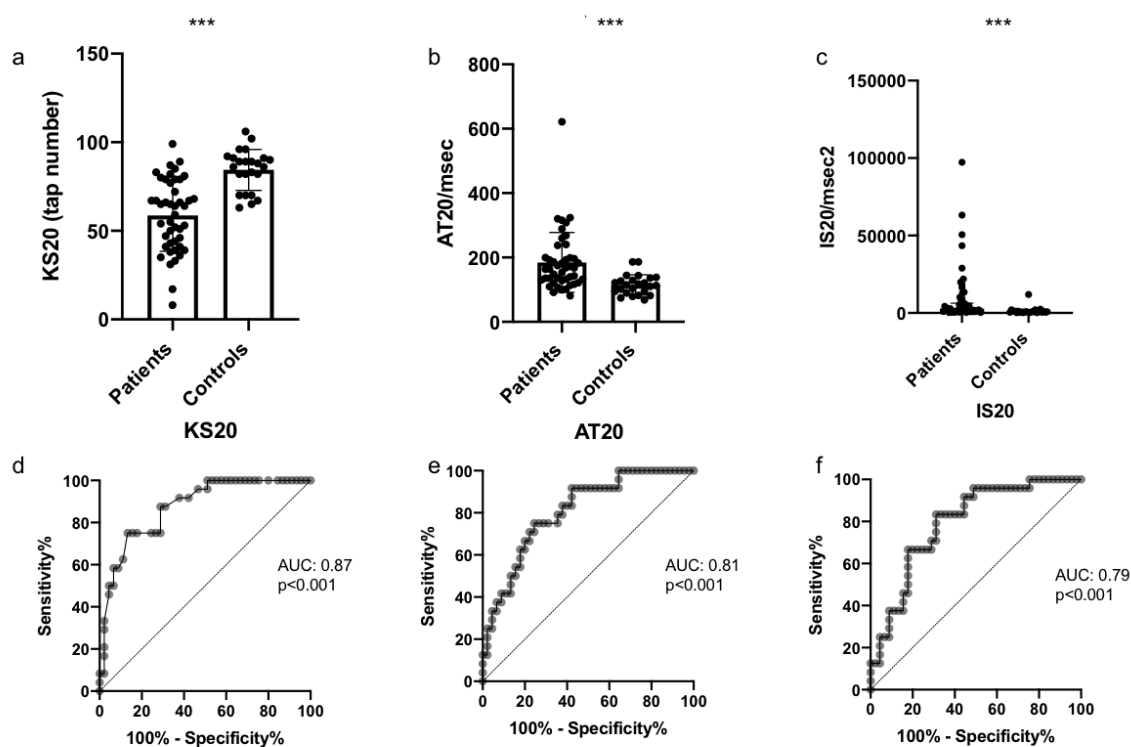 ***
a
150
100
50
0
KS20 (tap number)
Patients
Controls
***
b
800
600
400
200
0
AT20/msec
Patients
Controls
***
c
150000
100000
50000
0
IS20/msec2
Patients
Controls
KS20
d
100
80
60
40
20
0
Sensitivity%
AUC: 0.87
p<0.001
0 20 40 60 80 100
100% - Specificity%
AT20
e
100
80
60
40
20
0
Sensitivity%
AUC: 0.81
p<0.001
0 20 40 60 80 100
100% - Specificity%
IS20
f
100
80
60
40
20
0
Sensitivity%
AUC: 0.79
p<0.001
0 20 40 60 80 100
100% - Specificity%